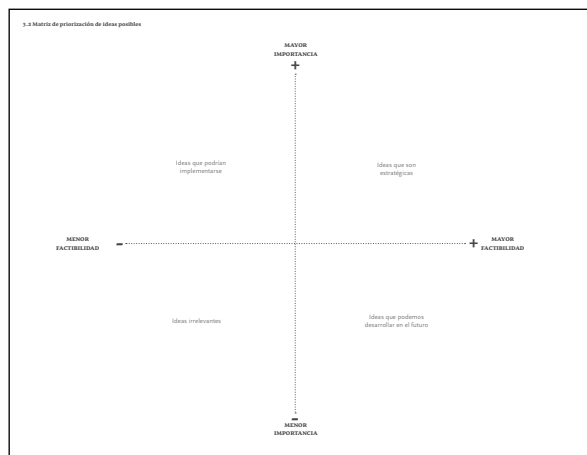 3.2 Matriz de priorización de ideas posibles
MAYOR
IMPORTANCIA
+
Ideas que podrían
implementarse
Ideas que son
estratégicas
MENOR
FACTIBILIDAD
-
+
MAYOR
FACTIBILIDAD
Ideas irrelevantes
Ideas que podemos
desarrollar en el futuro
-
MENOR
IMPORTANCIA